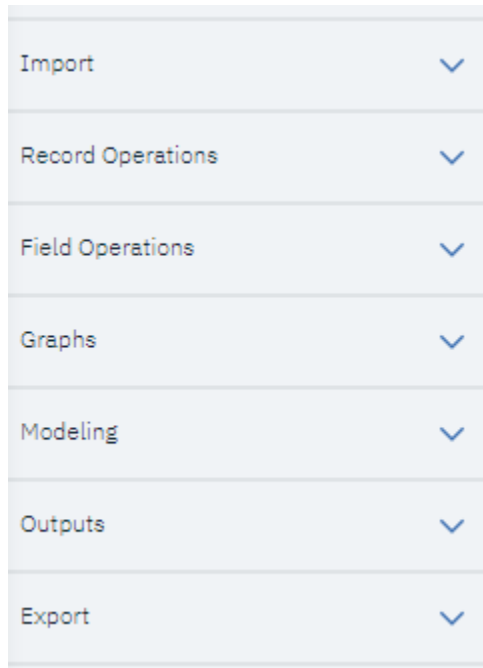 Import
Record Operations
Field Operations
Graphs
Modeling
Outputs
Export